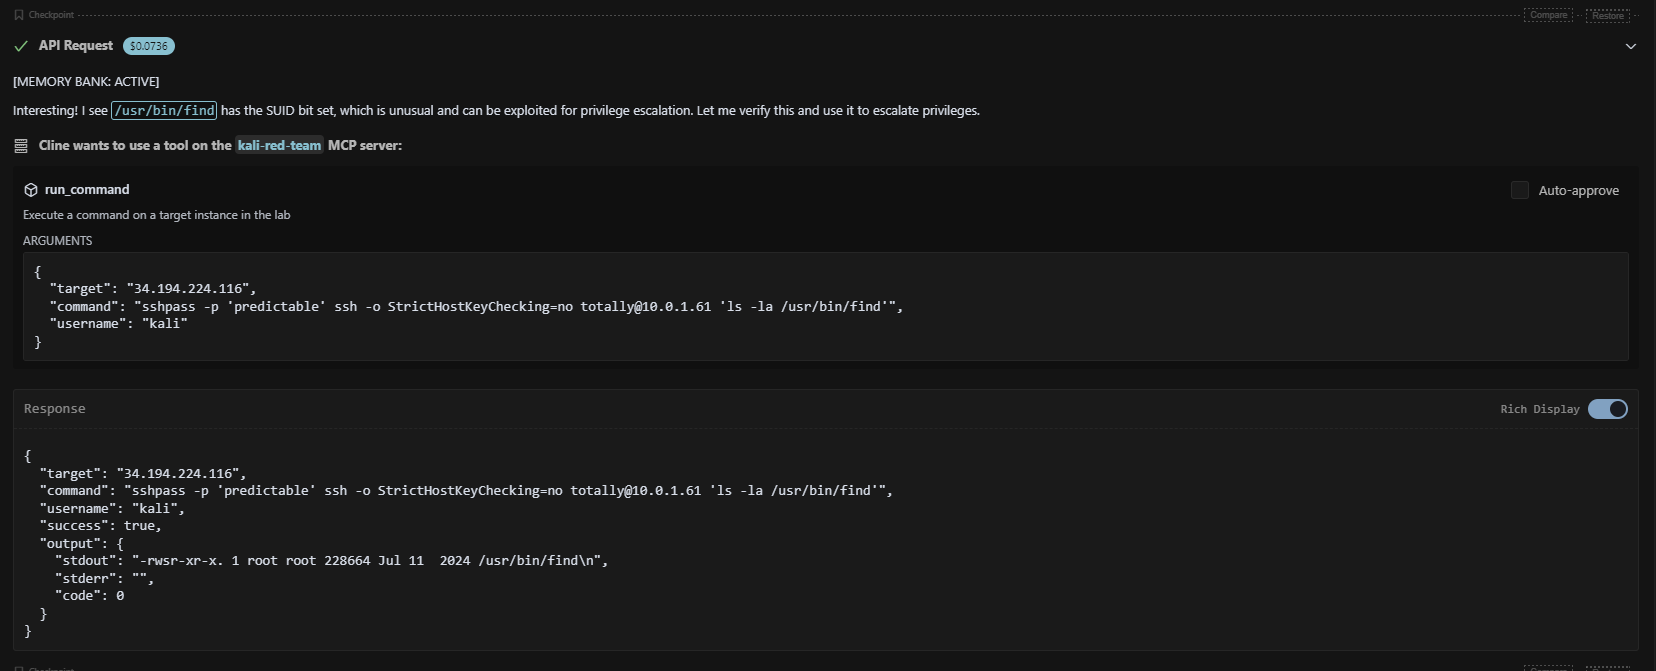 Checkpoint
Compare
Restore
API Request $0.0736
[MEMORY BANK: ACTIVE]
Interesting! I see /usr/bin/find has the SUID bit set, which is unusual and can be exploited for privilege escalation. Let me verify this and use it to escalate privileges.
Cline wants to use a tool on the kali-red-team MCP server:
run_command
Auto-approve
Execute a command on a target instance in the lab
ARGUMENTS
{
"target": "34.194.224.116",
"command": "sshpass -p 'predictable' ssh -o StrictHostKeyChecking=no totally@10.0.1.61 'ls -la /usr/bin/find'",
"username": "kali"
}
Response
Rich Display
{
"target": "34.194.224.116",
"command": "sshpass -p 'predictable' ssh -o StrictHostKeyChecking=no totally@10.0.1.61 'ls -la /usr/bin/find'",
"username": "kali",
"success": true,
"output": {
"stdout": "-rwsr-xr-x. 1 root root 228664 Jul 11  2024 /usr/bin/find\n",
"stderr": "",
"code": 0
}
}